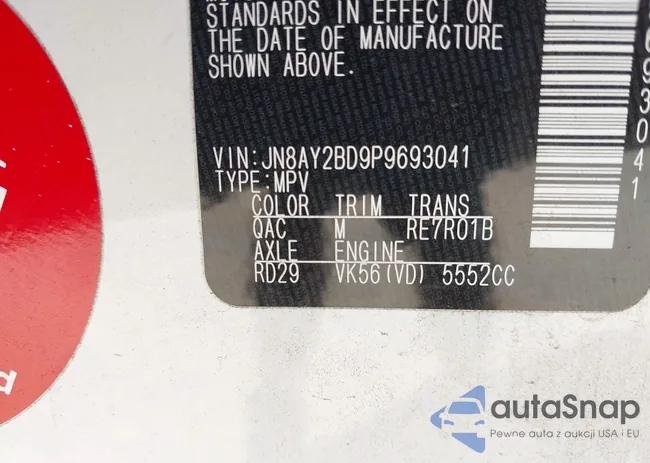 STANDARDS IN EFFECT ON
THE DATE OF MANUFACTURE
SHOWN ABOVE.
VIN:JN8AY2BD9P9693041
TYPE:MPV
COLOR TRIM TRANS
QAC M RE7R01B
AXLE ENGINE
RD29 VK56(VD) 5552CC
autaSnap
Pewne auta z aukcji USA i EU